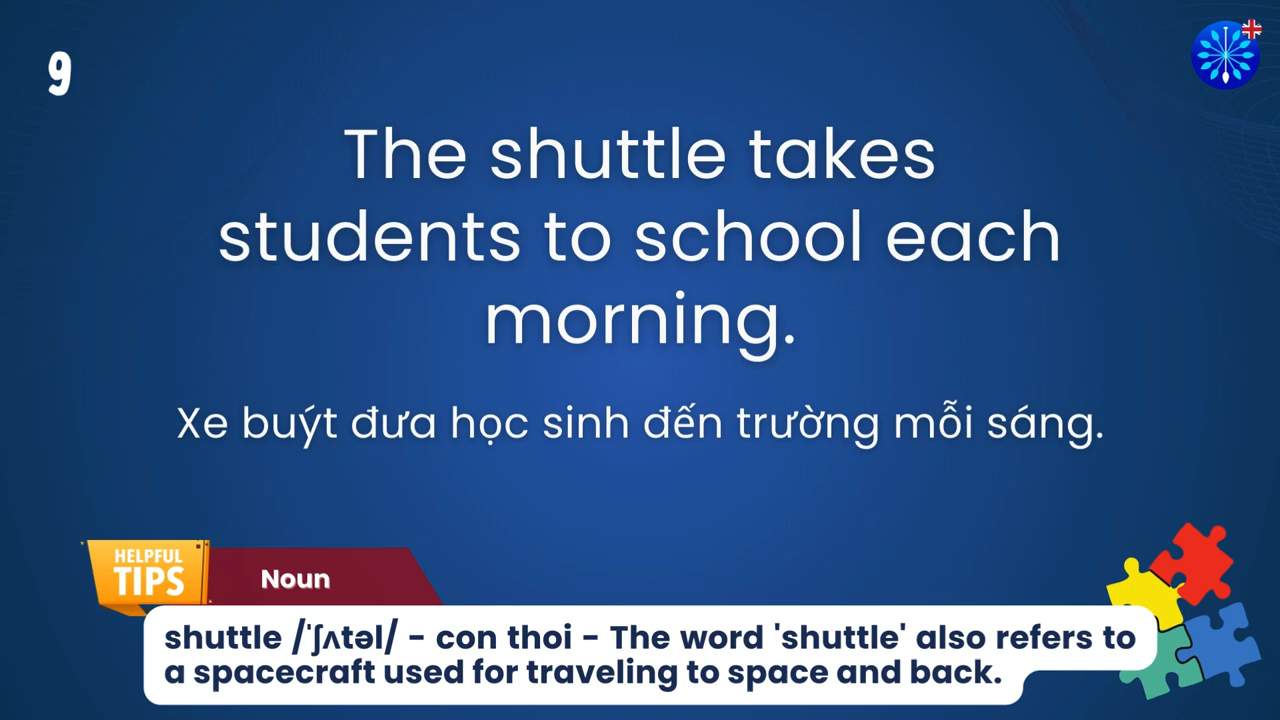 9
The shuttle takes
students to school each
morning.
Xe buýt đưa học sinh đến trường mỗi sáng.
HELPFUL
TIPS
Noun
shuttle /ˈʃʌtəl/ - con thoi - The word 'shuttle' also refers to
a spacecraft used for traveling to space and back.